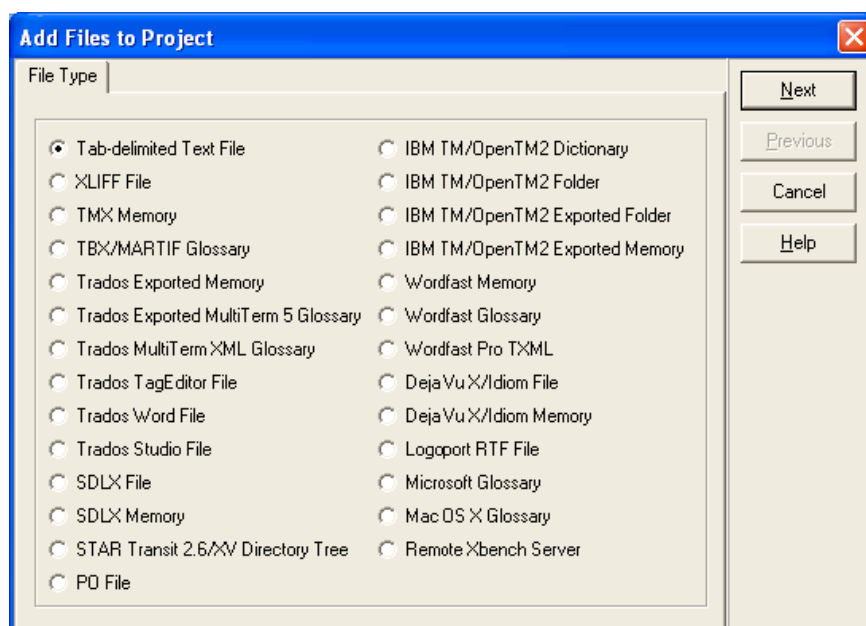 Add Files to Project
File Type
Tab-delimited Text File
XLIFF File
TMX Memory
TBX/MARTIF Glossary
Trados Exported Memory
Trados Exported MultiTerm 5 Glossary
Trados MultiTerm XML Glossary
Trados TagEditor File
Trados Word File
Trados Studio File
SDLX File
SDLX Memory
STAR Transit 2.6/XV Directory Tree
PO File
IBM TM/OpenTM2 Dictionary
IBM TM/OpenTM2 Folder
IBM TM/OpenTM2 Exported Folder
IBM TM/OpenTM2 Exported Memory
Wordfast Memory
Wordfast Glossary
Wordfast Pro TXML
DejaVu X/Idiom File
DejaVu X/Idiom Memory
Logoport RTF File
Microsoft Glossary
Mac OS X Glossary
Remote Xbench Server
Next
Previous
Cancel
Help